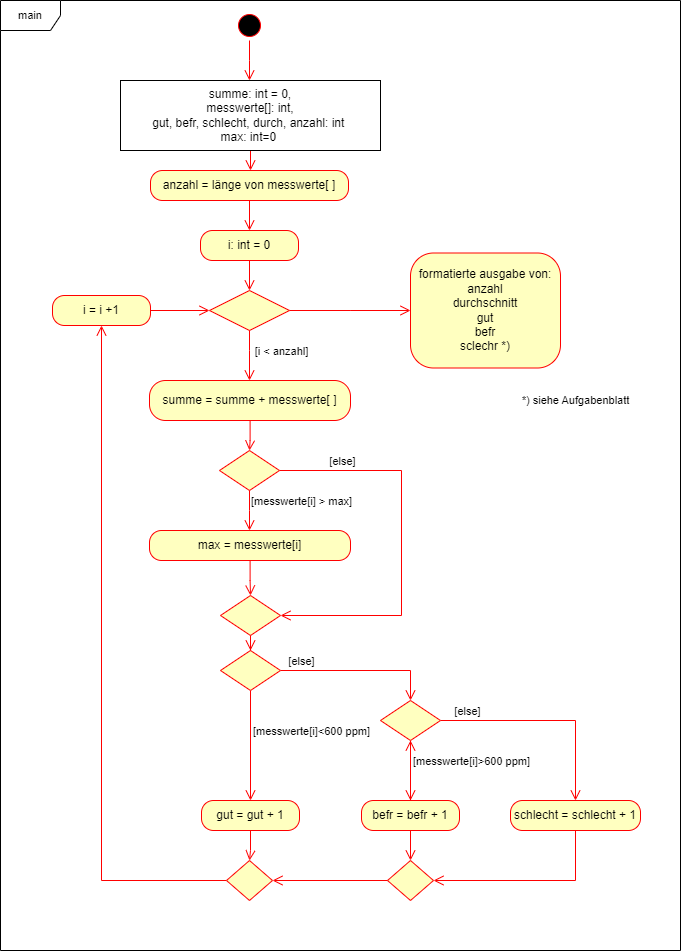 main
summe: int = 0,
messwerte[]: int,
gut, befr, schlecht, durch, anzahl: int
max: int=0
anzahl = länge von messwerte[ ]
i: int = 0
formatierte ausgabe von:
anzahl
durchschnitt
gut
befr
sclechr *)
i = i +1
[i < anzahl]
summe = summe + messwerte[ ]
*) siehe Aufgabenblatt
[else]
[messwerte[i] > max]
max = messwerte[i]
[else]
[else]
[messwerte[i]<600 ppm]
[messwerte[i]>600 ppm]
gut = gut + 1
befr = befr + 1
schlecht = schlecht + 1